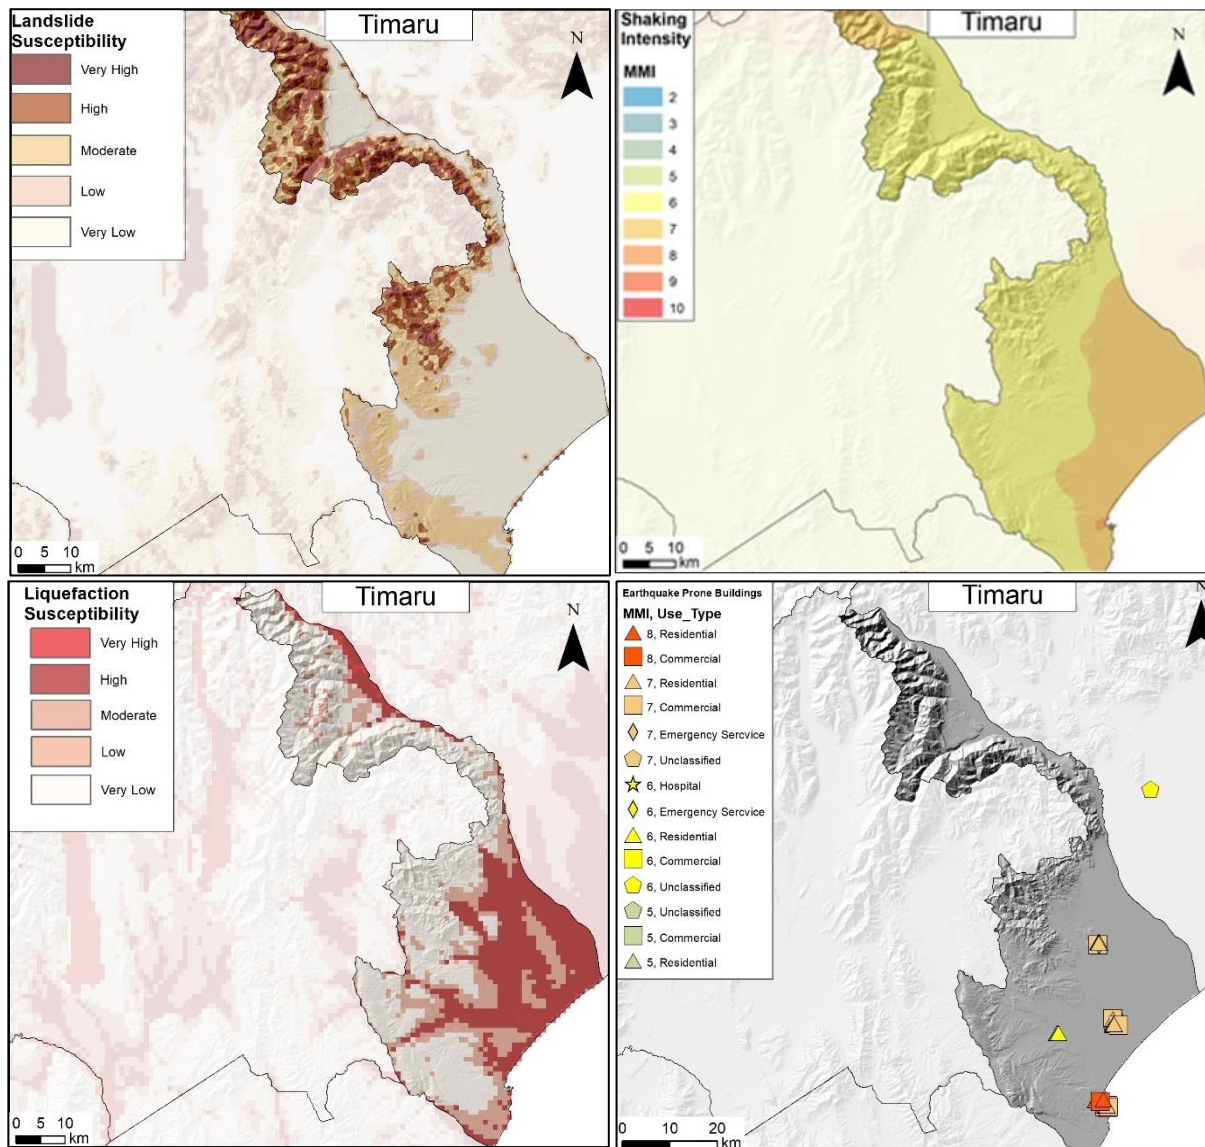 Landslide
Susceptibility
Very High
High
Moderate
Low
Very Low
Timaru
N
0 5 10
km
Shaking
Intensity
MMI
2
3
4
5
6
7
8
9
10
Timaru
N
0 5 10
km
Liquefaction
Susceptibility
Very High
High
Moderate
Low
Very Low
Timaru
N
0 5 10
km
Earthquake Prone Buildings
MMI, Use_Type
8, Residential
8, Commercial
7, Residential
7, Commercial
7, Emergency Service
7, Unclassified
6, Hospital
6, Emergency Sevice
6, Residential
6, Commercial
6, Unclassified
5, Unclassified
5, Commercial
5, Residential
Timaru
N
0 10 20
km